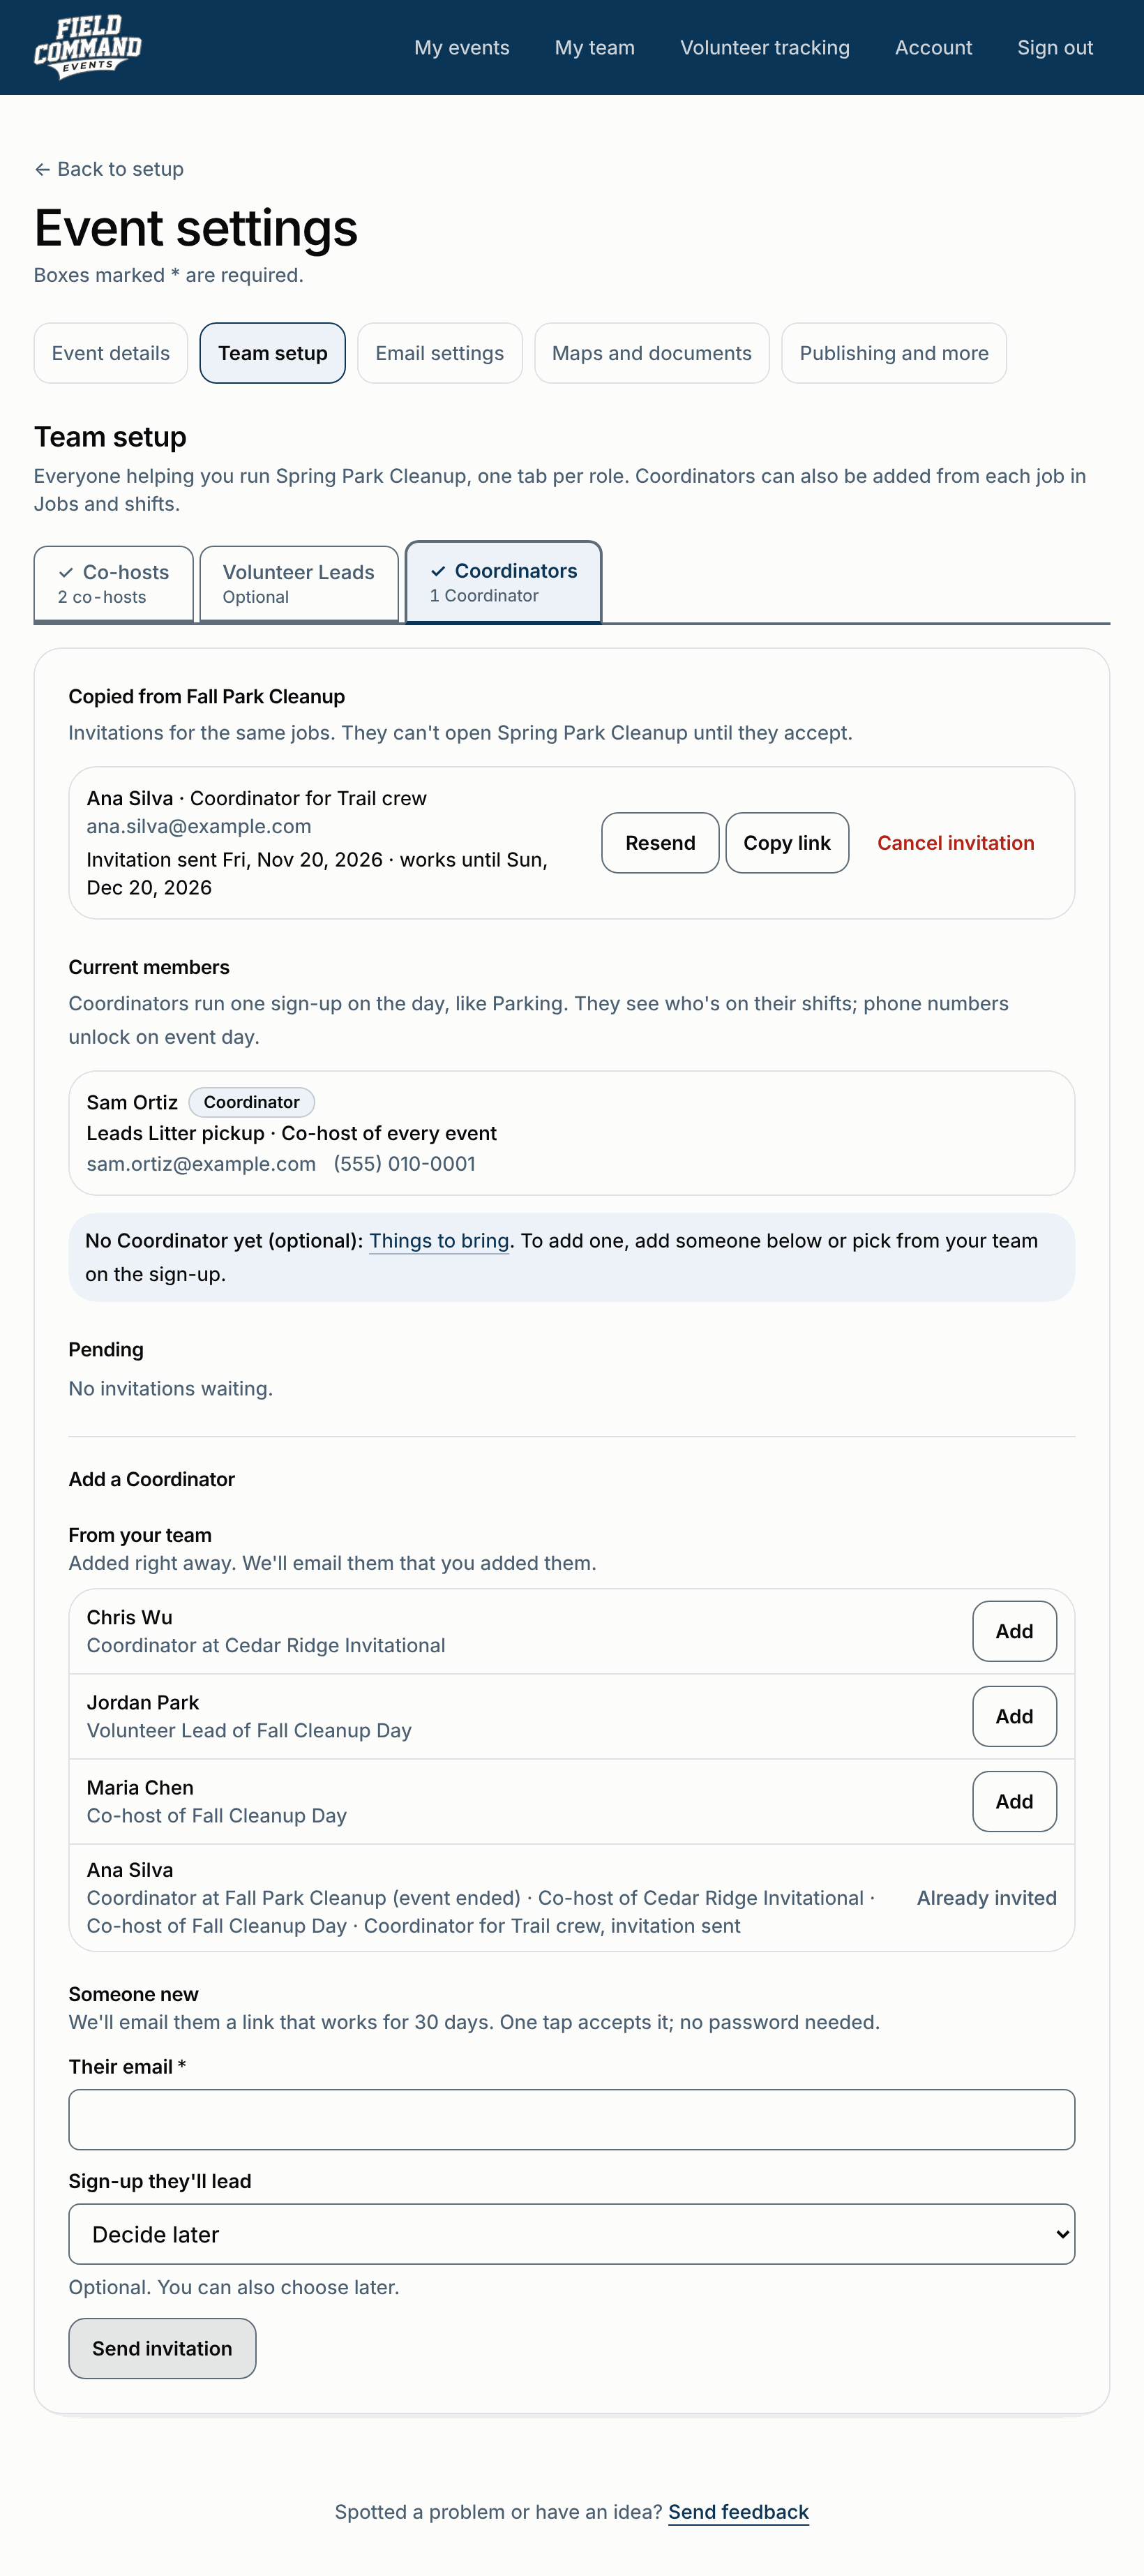 FIELD
COMMAND
EVENTS
My events
My team
Volunteer tracking
Account
Sign out
← Back to setup
Event settings
Boxes marked * are required.
Event details
Team setup
Email settings
Maps and documents
Publishing and more
Team setup
Everyone helping you run Spring Park Cleanup, one tab per role. Coordinators can also be added from each job in
Jobs and shifts.
✓ Co-hosts
2 co-hosts
Volunteer Leads
Optional
✓ Coordinators
1 Coordinator
Copied from Fall Park Cleanup
Invitations for the same jobs. They can't open Spring Park Cleanup until they accept.
Ana Silva · Coordinator for Trail crew
ana.silva@example.com
Invitation sent Fri, Nov 20, 2026 · works until Sun,
Dec 20, 2026
Resend
Copy link
Cancel invitation
Current members
Coordinators run one sign-up on the day, like Parking. They see who's on their shifts; phone numbers
unlock on event day.
Sam Ortiz Coordinator
Leads Litter pickup · Co-host of every event
sam.ortiz@example.com (555) 010-0001
No Coordinator yet (optional): Things to bring. To add one, add someone below or pick from your team
on the sign-up.
Pending
No invitations waiting.
Add a Coordinator
From your team
Added right away. We'll email them that you added them.
Chris Wu
Coordinator at Cedar Ridge Invitational
Add
Jordan Park
Volunteer Lead of Fall Cleanup Day
Add
Maria Chen
Co-host of Fall Cleanup Day
Add
Ana Silva
Coordinator at Fall Park Cleanup (event ended) · Co-host of Cedar Ridge Invitational ·
Co-host of Fall Cleanup Day · Coordinator for Trail crew, invitation sent
Already invited
Someone new
We'll email them a link that works for 30 days. One tap accepts it; no password needed.
Their email *
Sign-up they'll lead
Decide later
Optional. You can also choose later.
Send invitation
Spotted a problem or have an idea? Send feedback